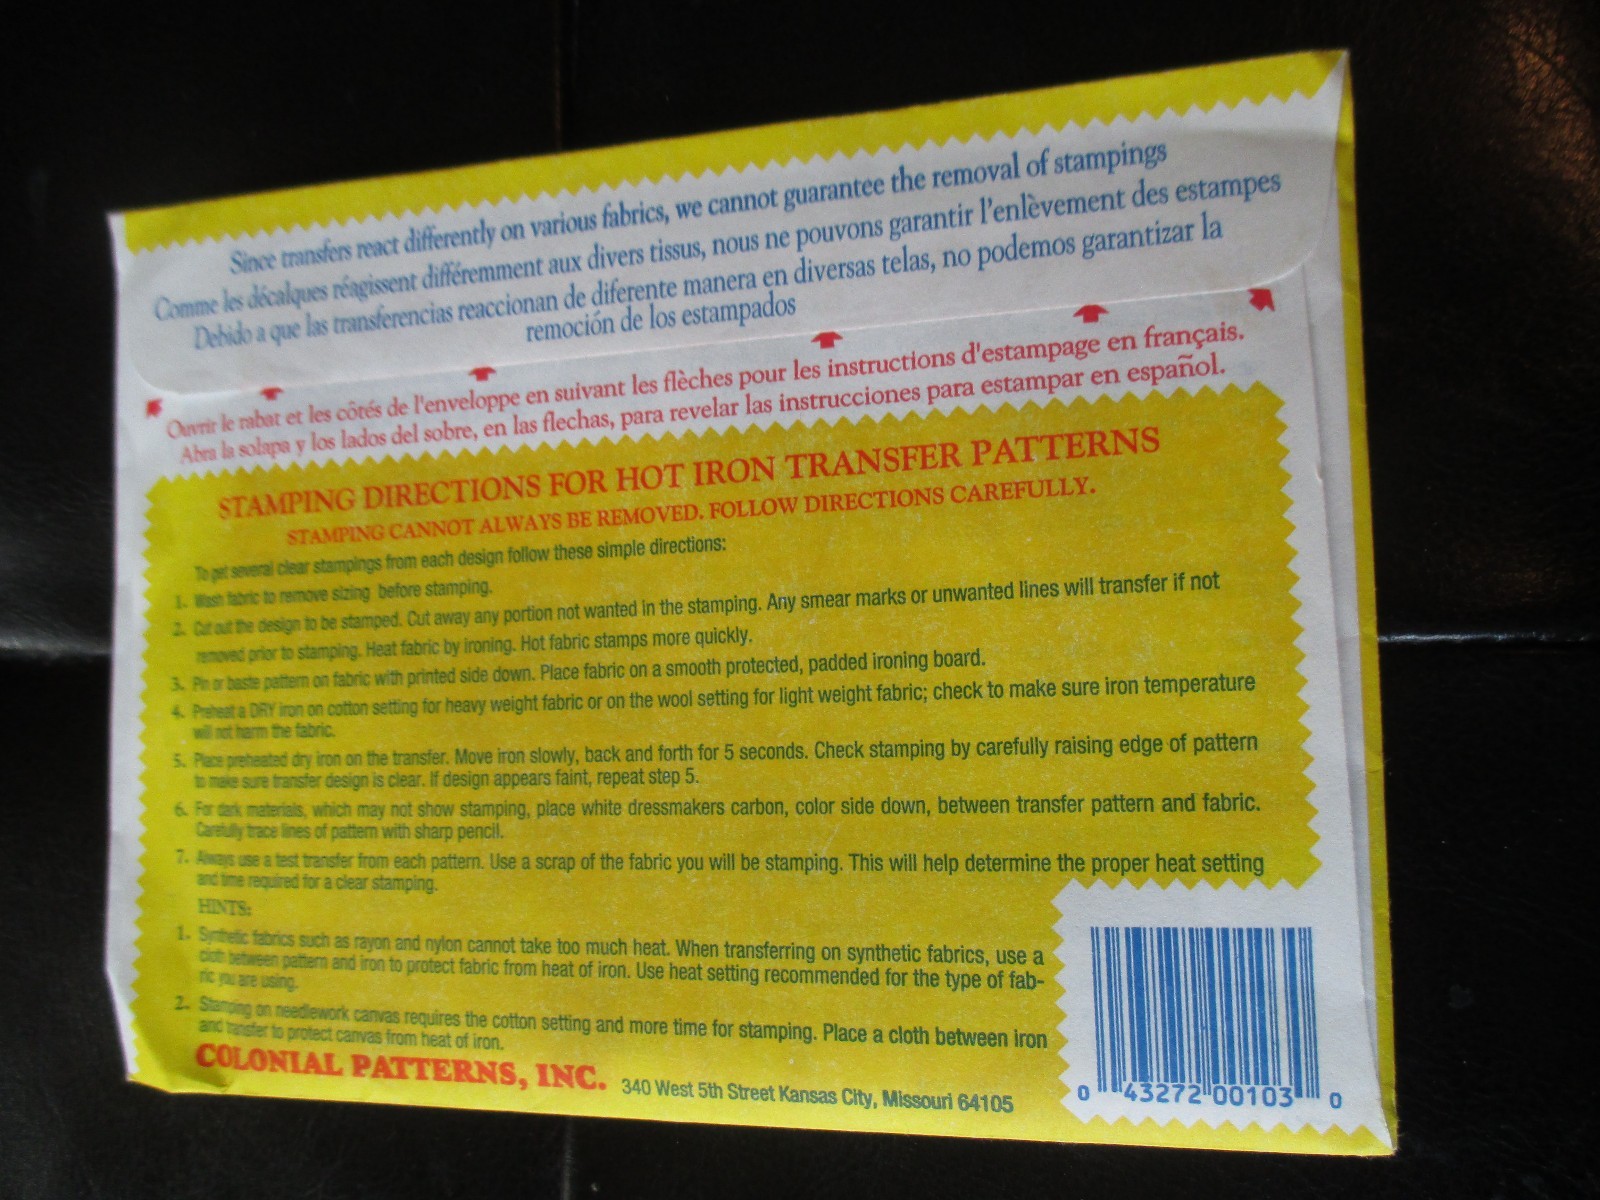 Since transfers react differently on various fabrics, we cannot guarantee the removal of stampings
Comme les décalques réagissent différemment aux divers tissus, nous ne pouvons garantir l'enlèvement des estampes
Debido a que las transferencias reaccionan de diferente manera en diversas telas, no podemos garantizar la
remoción de los estampados
Ouvrir le rabat et les côtés de l'enveloppe en suivant les flèches pour les instructions d'estampage en français.
Abra la solapa y los lados del sobre, en las flechas, para revelar las instrucciones para estampar en español.
STAMPING DIRECTIONS FOR HOT IRON TRANSFER PATTERNS
STAMPING CANNOT ALWAYS BE REMOVED. FOLLOW DIRECTIONS CAREFULLY.
To get several clear stampings from each design follow these simple directions:
1. Wash fabric to remove sizing before stamping.
2. Cut out the design to be stamped. Cut away any portion not wanted in the stamping. Any smear marks or unwanted lines will transfer if not
removed prior to stamping. Heat fabric by ironing. Hot fabric stamps more quickly.
3. Pin or baste pattern on fabric with printed side down. Place fabric on a smooth protected, padded ironing board.
4. Preheat a DRY iron on cotton setting for heavy weight fabric or on the wool setting for light weight fabric; check to make sure iron temperature
will not harm the fabric.
5. Place preheated dry iron on the transfer. Move iron slowly, back and forth for 5 seconds. Check stamping by carefully raising edge of pattern
to make sure transfer design is clear. If design appears faint, repeat step 5.
6. For dark materials, which may not show stamping, place white dressmakers carbon, color side down, between transfer pattern and fabric.
Carefully trace lines of pattern with sharp pencil.
7. Always use a test transfer from each pattern. Use a scrap of the fabric you will be stamping. This will help determine the proper heat setting
and time required for a clear stamping.
HINTS:
1. Synthetic fabrics such as rayon and nylon cannot take too much heat. When transferring on synthetic fabrics, use a
cloth between pattern and iron to protect fabric from heat of iron. Use heat setting recommended for the type of fab-
ric you are using.
2. Stamping on needlework canvas requires the cotton setting and more time for stamping. Place a cloth between iron
and transfer to protect canvas from heat of iron.
COLONIAL PATTERNS, INC. 340 West 5th Street Kansas City, Missouri 64105
0 43272 00103 0